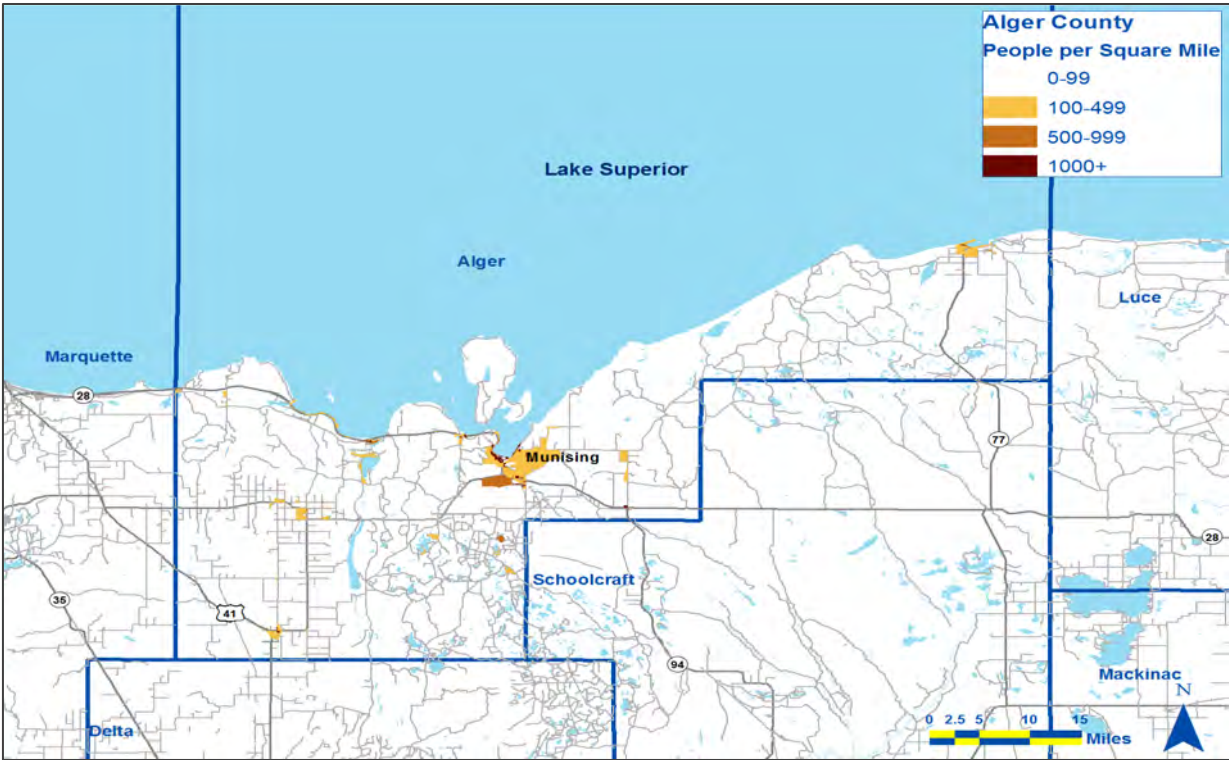 Alger County
People per Square Mile
0-99
100-499
500-999
1000+
Lake Superior
Alger
Luce
Marquette
28
77
Munising
28
Schoolcraft
35
41
94
Mackinac
N
Delta
0 2.5 5 10 15
Miles